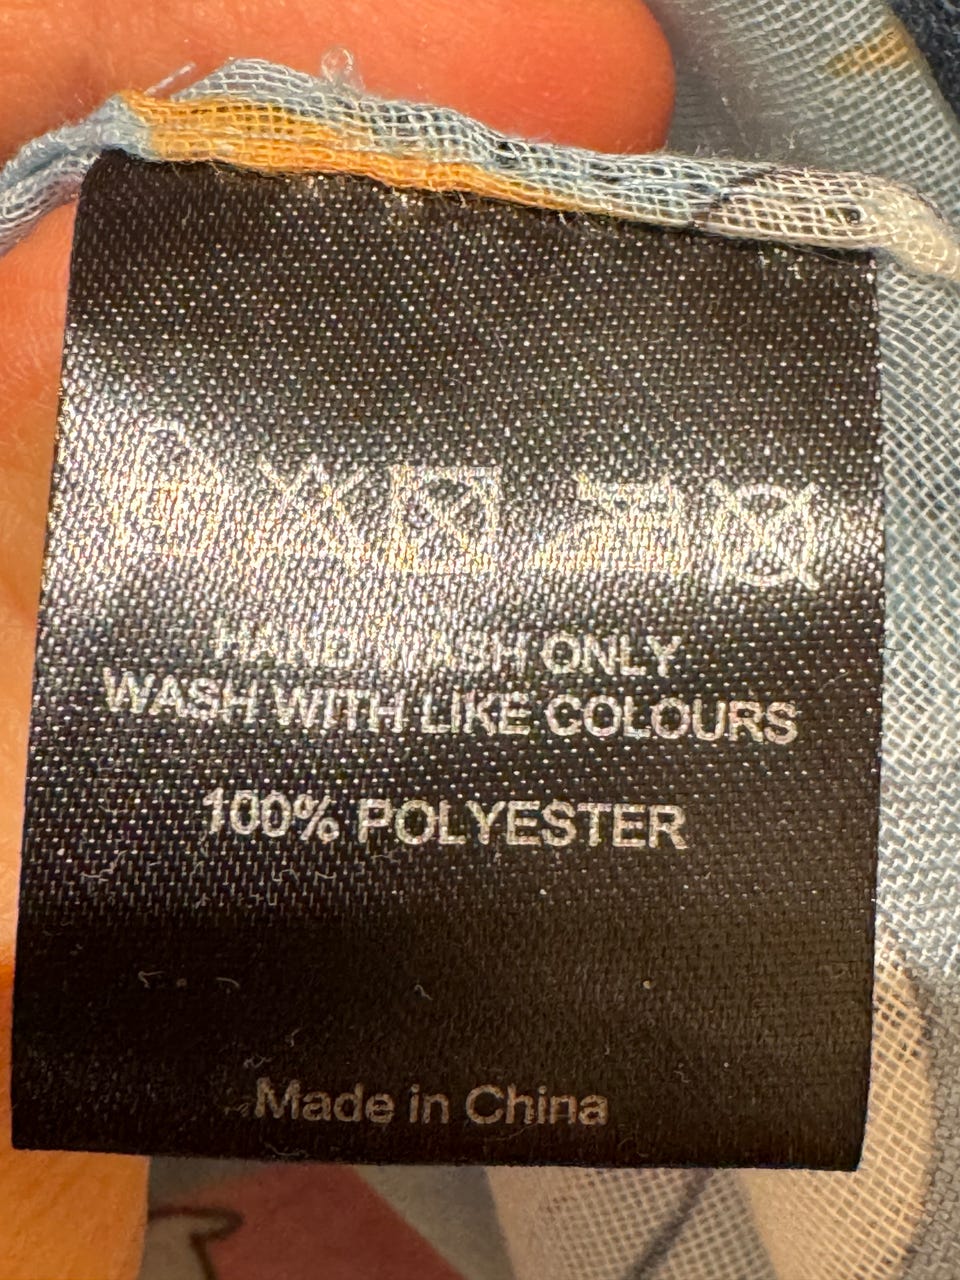 HAND WASH ONLY
WASH WITH LIKE COLOURS
100% POLYESTER
Made in China